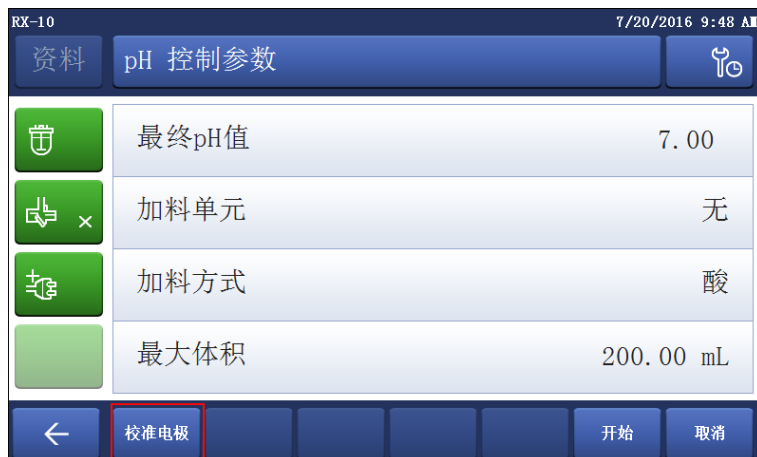 RX-10 7/20/2016 9:48 AM
资料 pH 控制参数
最终pH值 7.00
加料单元 无
加料方式 酸
最大体积 200.00 mL
校准电极 开始 取消